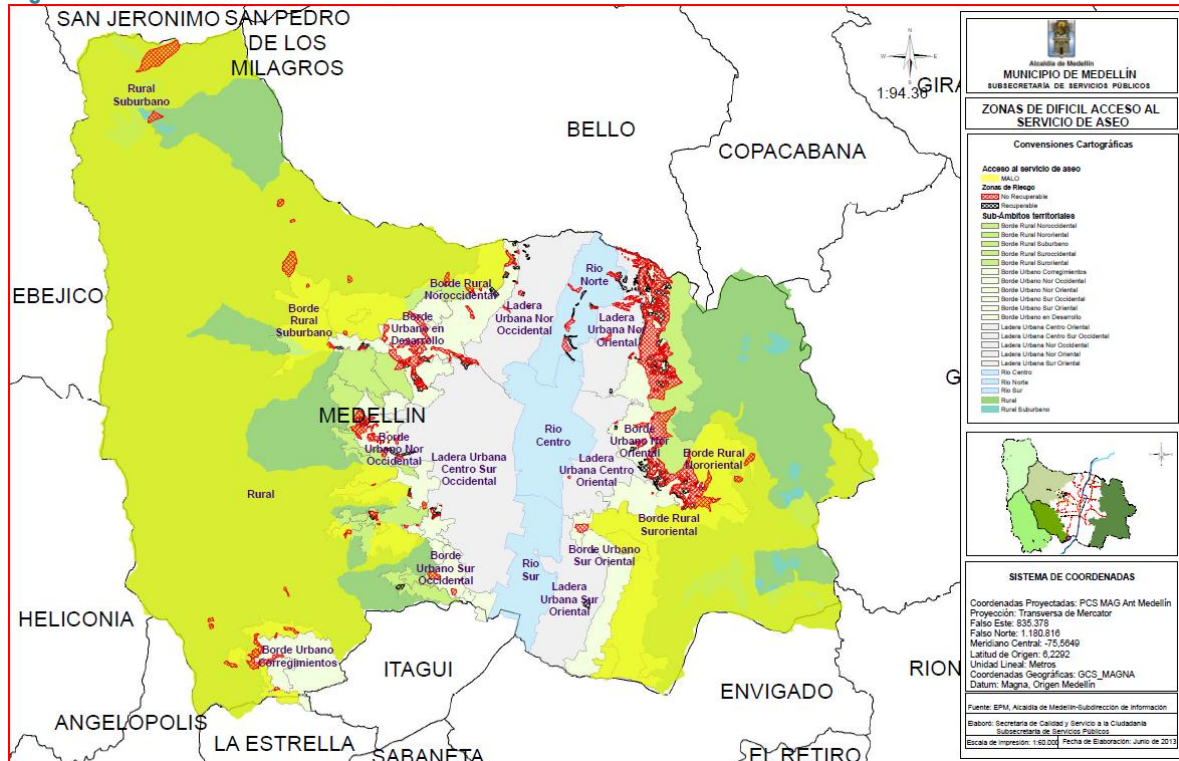 SAN JERONIMO SAN PEDRO
DE LOS
MILAGROS
BELLO
COPACABANA
EBEJICO
HELICONIA
ANGELOPOLIS
LA ESTRELLA
SABANETA
ITAGUI
ENVIGADO
EL RETIRO
RION
GIRA
G
MEDELLIN
1:94.36
Rural
Suburbano
Borde Rural
Noroccidental
Borde
Rural
Suburbano
Borde
Urbano en
Desarrollo
Ladera
Urbana Nor
Occidental
Rio
Norte
Ladera
Urbana Nor
Oriental
Borde
Urbano Nor
Occidental
Ladera Urbana
Centro Sur
Occidental
Rio
Centro
Ladera
Urbana Centro
Oriental
Borde
Urbano Nor
Oriental
Borde Rural
Nororiental
Rural
Borde Rural
Suroriental
Borde Urbano
Sur Oriental
Borde
Urbano Sur
Occidental
Rio
Sur
Ladera
Urbana Sur
Oriental
Borde Urbano
Corregimientos
Alcaldía de Medellín
MUNICIPIO DE MEDELLÍN
SUBSECRETARÍA DE SERVICIOS PÚBLICOS
ZONAS DE DIFICIL ACCESO AL
SERVICIO DE ASEO
Convenciones Cartográficas
Acceso al servicio de aseo
MALO
Zonas de Riesgo
No Recuperable
Recuperable
Sub-Ámbitos territoriales
Borde Rural Noroccidental
Borde Rural Nororiental
Borde Rural Suburbano
Borde Rural Suroccidental
Borde Rural Suroriental
Borde Urbano Corregimientos
Borde Urbano Nor Occidental
Borde Urbano Nor Oriental
Borde Urbano Sur Occidental
Borde Urbano Sur Oriental
Borde Urbano en Desarrollo
Ladera Urbana Centro Oriental
Ladera Urbana Centro Sur Occidental
Ladera Urbana Nor Occidental
Ladera Urbana Nor Oriental
Ladera Urbana Sur Oriental
Rio Centro
Rio Norte
Rio Sur
Rural
Rural Suburbano
SISTEMA DE COORDENADAS
Coordenadas Proyectadas: PCS MAG Ant Medellín
Proyección: Transversa de Mercator
Falso Este: 835.378
Falso Norte: 1.180.816
Meridiano Central: -75,5649
Latitud de Origen: 6,2292
Unidad Lineal: Metros
Coordenadas Geográficas: GCS_MAGNA
Datum: Magna, Origen Medellín
Fuente: EPM, Alcaldía de Medellín-Subdirección de Información
Elaboró: Secretaría de Calidad y Servicio a la Ciudadanía
Subsecretaría de Servicios Públicos
Escala de Impresión: 1:60.000 Fecha de Elaboración: Junio de 2013